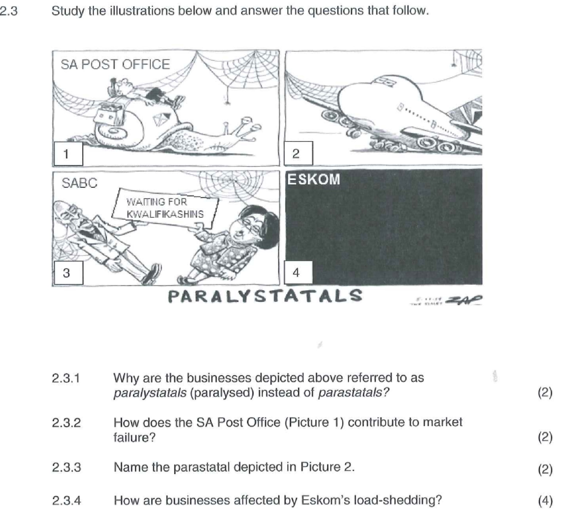 2.3 Study the illustrations below and answer the questions that follow.
SA POST OFFICE
1
2
SABC
WAITING FOR
KWALIFIKASHINS
3
ESKOM
4
PARALYSTATALS
ZAP
2.3.1 Why are the businesses depicted above referred to as
paralystatals (paralysed) instead of parastatals? (2)
2.3.2 How does the SA Post Office (Picture 1) contribute to market
failure? (2)
2.3.3 Name the parastatal depicted in Picture 2. (2)
2.3.4 How are businesses affected by Eskom's load-shedding? (4)